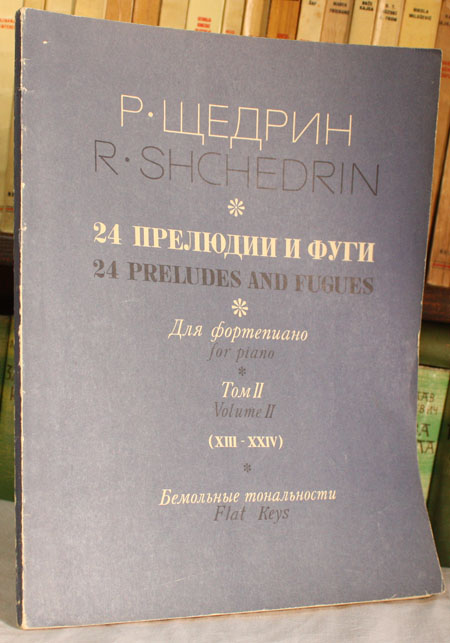 Р·ЩЕДРИН
R·SHCHEDRIN
24 ПРЕЛЮДИИ И ФУГИ
24 PRELUDES AND FUGUES
Для фортепиано
for piano
Том II
Volume II
(XIII - XXIV)
Бемольные тональности
Flat Keys